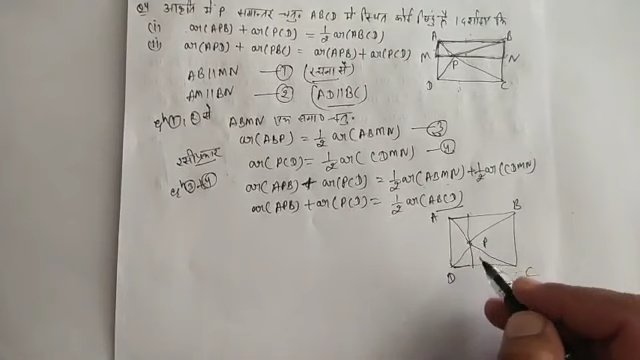 Q4 आकृति में P समान्तर चतु. ABCD में स्थित कोई बिंदु है। दर्शाइए कि
(i) ar(APB) + ar(PCD) = 1/2 ar(ABCD)
(ii) ar(APD) + ar(PBC) = ar(APB) + ar(PCD)
AB||MN —① (रचना से)
AM||BN —② (AD||BC)
①, ② से ABMN एक समा० चतु.
ar(ABP) = 1/2 ar(ABMN) —③
इसीप्रकार ar(PCD) = 1/2 ar(CDMN) —④
③+④ ar(APB) + ar(PCD) = 1/2 ar(ABMN) + 1/2 ar(CDMN)
ar(APB) + ar(PCD) = 1/2 ar(ABCD)
A B
M N
P
D C
A B
P
D C